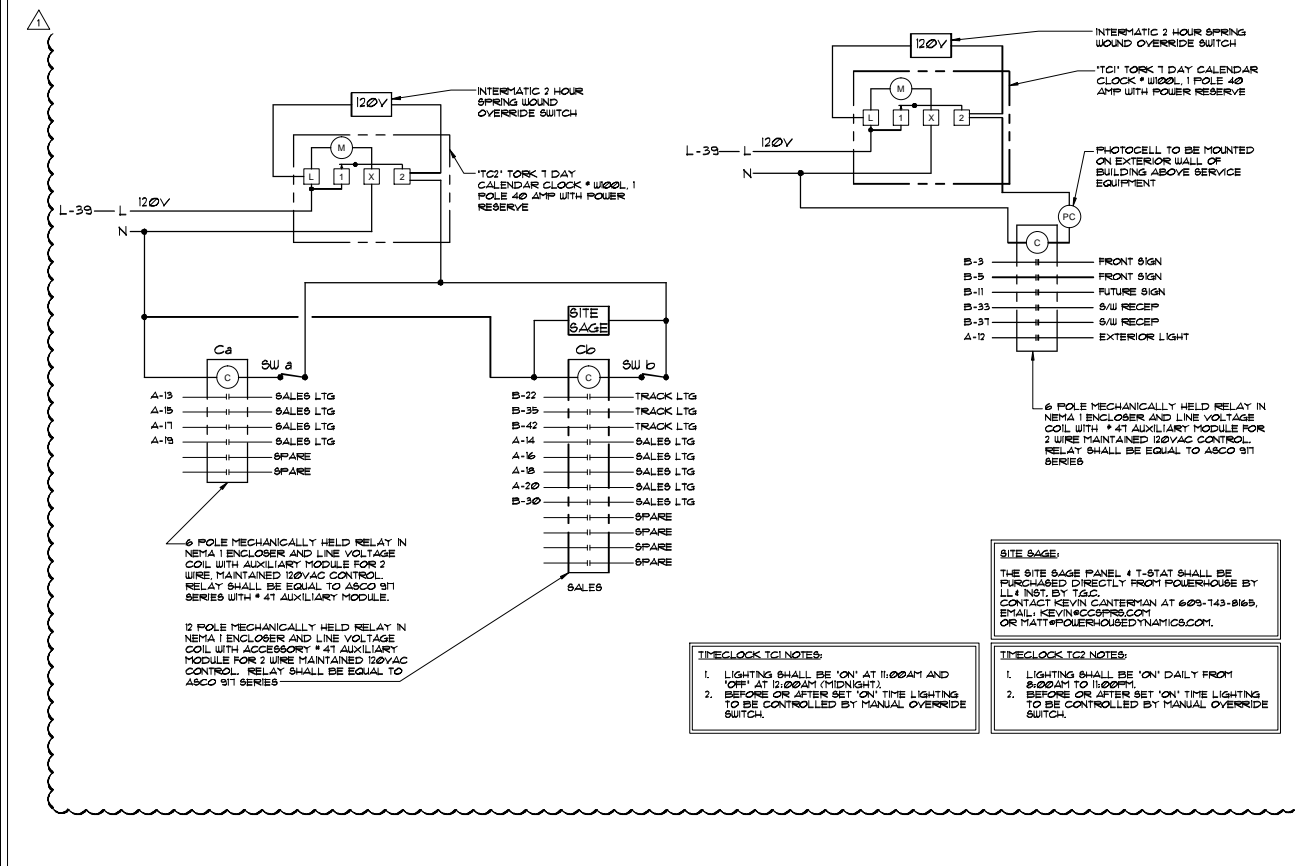 1
INTERMATIC 2 HOUR
SPRING WOUND
OVERRIDE SWITCH
120V
M
L 1 X 2
"TC2" TORK 7 DAY
CALENDAR CLOCK # W100L, 1
POLE 40 AMP WITH POWER
RESERVE
L-39 L 120V
N
SITE
SAGE
Ca
SW a
C
A-13 SALES LTG
A-15 SALES LTG
A-17 SALES LTG
A-19 SALES LTG
SPARE
SPARE
Cb
SW b
C
B-22 TRACK LTG
B-35 TRACK LTG
B-42 TRACK LTG
A-14 SALES LTG
A-16 SALES LTG
A-18 SALES LTG
A-20 SALES LTG
B-30 SALES LTG
SPARE
SPARE
SPARE
SPARE
SALES
6 POLE MECHANICALLY HELD RELAY IN
NEMA 1 ENCLOSER AND LINE VOLTAGE
COIL WITH AUXILIARY MODULE FOR 2
WIRE, MAINTAINED 120VAC CONTROL.
RELAY SHALL BE EQUAL TO ASCO 917
SERIES WITH # 47 AUXILIARY MODULE.
12 POLE MECHANICALLY HELD RELAY IN
NEMA 1 ENCLOSER AND LINE VOLTAGE
COIL WITH ACCESSORY # 47 AUXILIARY
MODULE FOR 2 WIRE MAINTAINED 120VAC
CONTROL. RELAY SHALL BE EQUAL TO
ASCO 917 SERIES
INTERMATIC 2 HOUR SPRING
WOUND OVERRIDE SWITCH
120V
"TC1" TORK 7 DAY CALENDAR
CLOCK # W100L, 1 POLE 40
AMP WITH POWER RESERVE
M
L 1 X 2
L-39 L 120V
N
PHOTOCELL TO BE MOUNTED
ON EXTERIOR WALL OF
BUILDING ABOVE SERVICE
EQUIPMENT
PC
C
B-3 FRONT SIGN
B-5 FRONT SIGN
B-11 FUTURE SIGN
B-33 S/W RECEP
B-37 S/W RECEP
A-12 EXTERIOR LIGHT
6 POLE MECHANICALLY HELD RELAY IN
NEMA 1 ENCLOSER AND LINE VOLTAGE
COIL WITH # 47 AUXILIARY MODULE FOR
2 WIRE MAINTAINED 120VAC CONTROL.
RELAY SHALL BE EQUAL TO ASCO 917
SERIES
SITE SAGE:
THE SITE SAGE PANEL & T-STAT SHALL BE
PURCHASED DIRECTLY FROM POWERHOUSE BY
LL& INST. BY T.G.C.
CONTACT KEVIN CANTERMAN AT 609-743-8165,
EMAIL: KEVIN@CCSPRS.COM
OR MATT@POWERHOUSEDYNAMICS.COM.
TIMECLOCK TC1 NOTES:
1. LIGHTING SHALL BE "ON" AT 11:00AM AND
"OFF" AT 12:00AM (MIDNIGHT).
2. BEFORE OR AFTER SET "ON" TIME LIGHTING
TO BE CONTROLLED BY MANUAL OVERRIDE
SWITCH.
TIMECLOCK TC2 NOTES:
1. LIGHTING SHALL BE "ON" DAILY FROM
8:00AM TO 11:00PM.
2. BEFORE OR AFTER SET "ON" TIME LIGHTING
TO BE CONTROLLED BY MANUAL OVERRIDE
SWITCH.